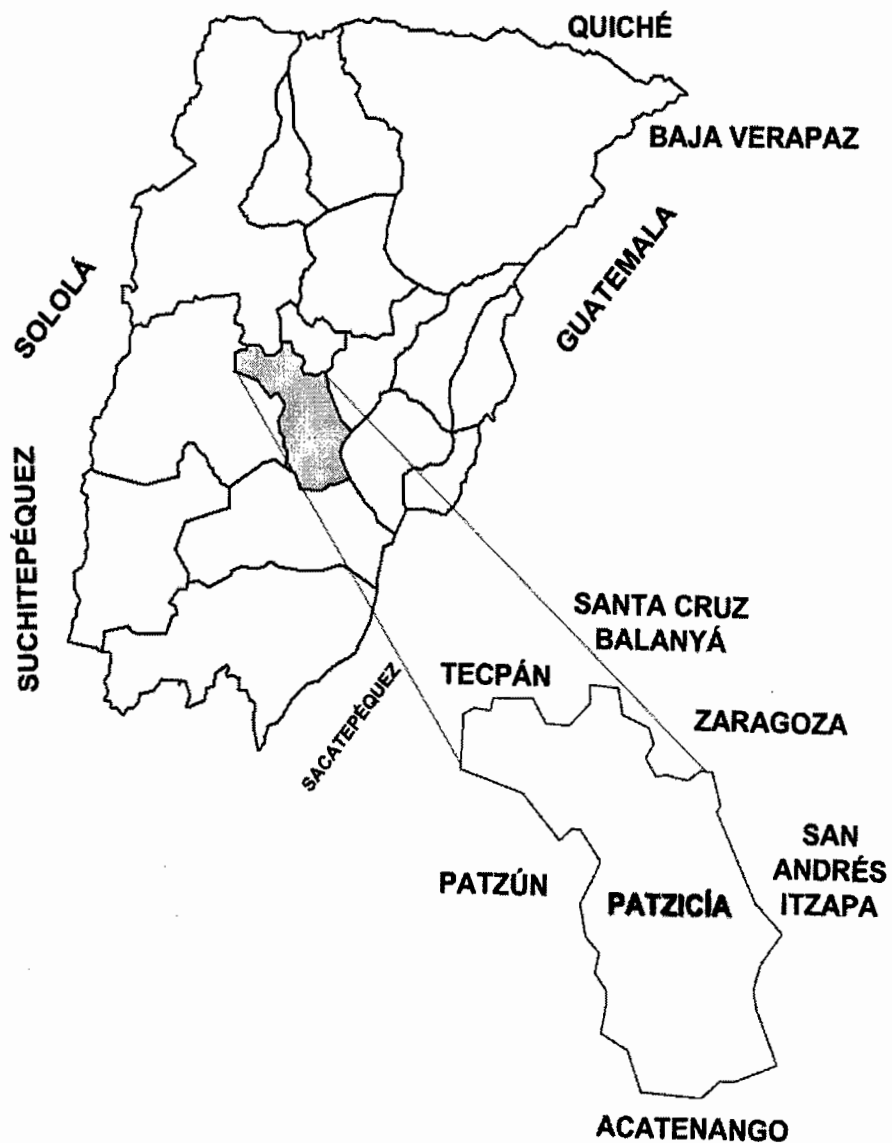 QUICHÉ
BAJA VERAPAZ
GUATEMALA
SOLOLÁ
SUCHITEPÉQUEZ
SACATEPÉQUEZ
SANTA CRUZ
BALANYÁ
TECPÁN
ZARAGOZA
SAN
ANDRÉS
ITZAPA
PATZÚN
PATZICÍA
ACATENANGO